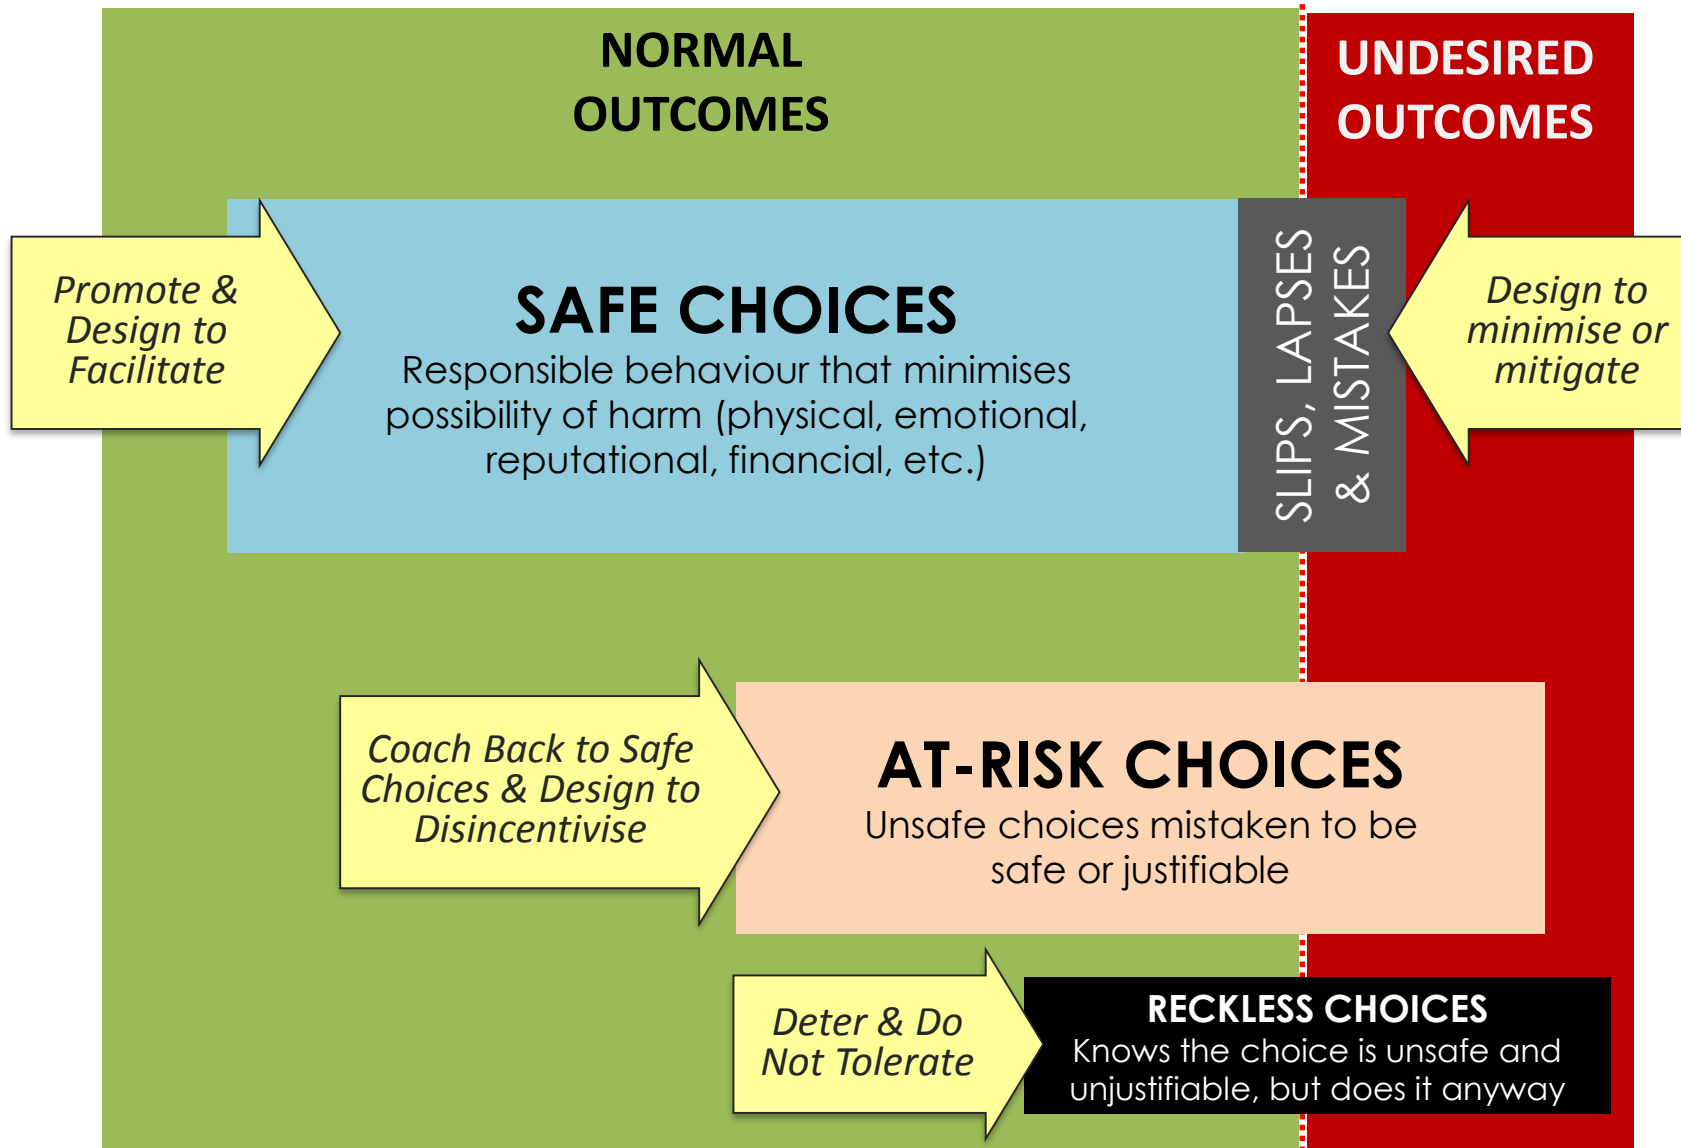 NORMAL
OUTCOMES
UNDESIRED
OUTCOMES
Promote &
Design to
Facilitate
SAFE CHOICES
Responsible behaviour that minimises
possibility of harm (physical, emotional,
reputational, financial, etc.)
SLIPS, LAPSES
& MISTAKES
Design to
minimise or
mitigate
Coach Back to Safe
Choices & Design to
Disincentivise
AT-RISK CHOICES
Unsafe choices mistaken to be
safe or justifiable
Deter & Do
Not Tolerate
RECKLESS CHOICES
Knows the choice is unsafe and
unjustifiable, but does it anyway